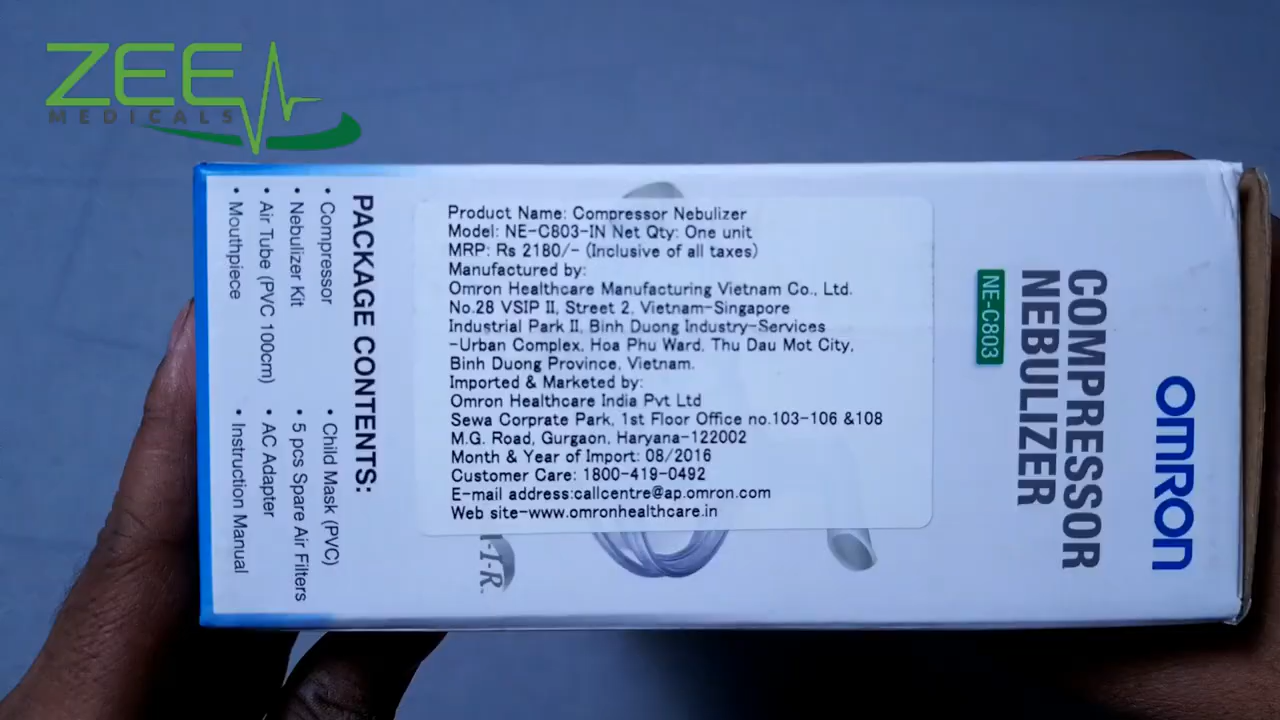 ZEE
MEDICALS
Product Name: Compressor Nebulizer
Model: NE-C803-IN Net Qty: One unit
MRP: Rs 2180/- (Inclusive of all taxes)
Manufactured by:
Omron Healthcare Manufacturing Vietnam Co., Ltd.
No.28 VSIP II, Street 2, Vietnam-Singapore
Industrial Park II, Binh Duong Industry-Services
-Urban Complex, Hoa Phu Ward, Thu Dau Mot City,
Binh Duong Province, Vietnam.
Imported & Marketed by:
Omron Healthcare India Pvt Ltd
Sewa Corprate Park, 1st Floor Office no.103-106 &108
M.G. Road, Gurgaon, Haryana-122002
Month & Year of Import: 08/2016
Customer Care: 1800-419-0492
E-mail address:callcentre@ap.omron.com
Web site-www.omronhealthcare.in
OMRON
COMPRESSOR
NEBULIZER
NE-C803
PACKAGE CONTENTS:
• Compressor
• Nebulizer Kit
• Air Tube (PVC 100cm)
• Mouthpiece
• Child Mask (PVC)
• 5 pcs Spare Air Filters
• AC Adapter
• Instruction Manual